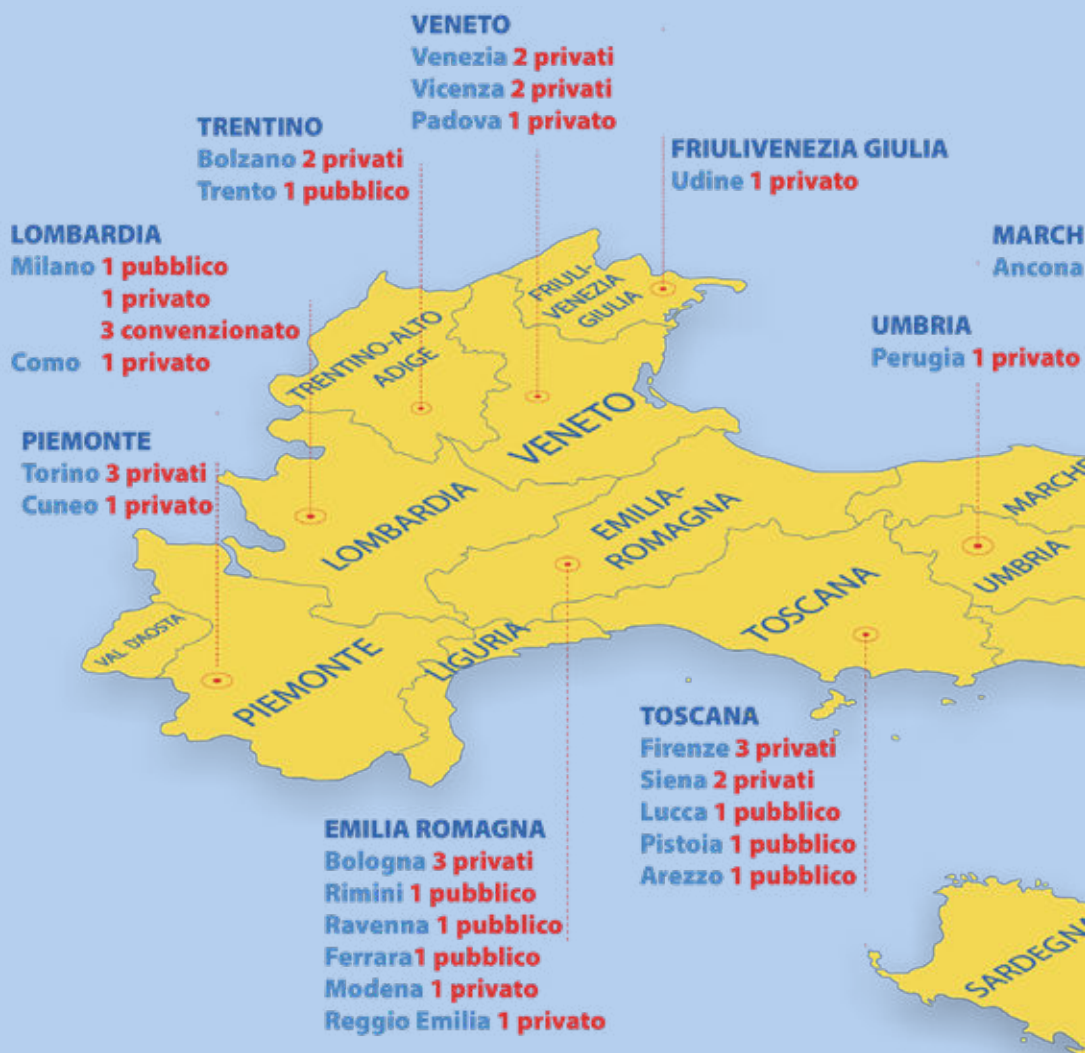 VENETO
Venezia 2 privati
Vicenza 2 privati
Padova 1 privato
TRENTINO
Bolzano 2 privati
Trento 1 pubblico
FRIULIVENEZIA GIULIA
Udine 1 privato
LOMBARDIA
Milano 1 pubblico
1 privato
3 convenzionato
Como 1 privato
MARCH
Ancona
UMBRIA
Perugia 1 privato
PIEMONTE
Torino 3 privati
Cuneo 1 privato
FRIULI-
VENEZIA
GIULIA
TRENTINO-ALTO
ADIGE
VENETO
LOMBARDIA
EMILIA-
ROMAGNA
MARCHE
UMBRIA
TOSCANA
VAL D'AOSTA
PIEMONTE
LIGURIA
TOSCANA
Firenze 3 privati
Siena 2 privati
Lucca 1 pubblico
Pistoia 1 pubblico
Arezzo 1 pubblico
EMILIA ROMAGNA
Bologna 3 privati
Rimini 1 pubblico
Ravenna 1 pubblico
Ferrara1 pubblico
Modena 1 privato
Reggio Emilia 1 privato
SARDEGNA